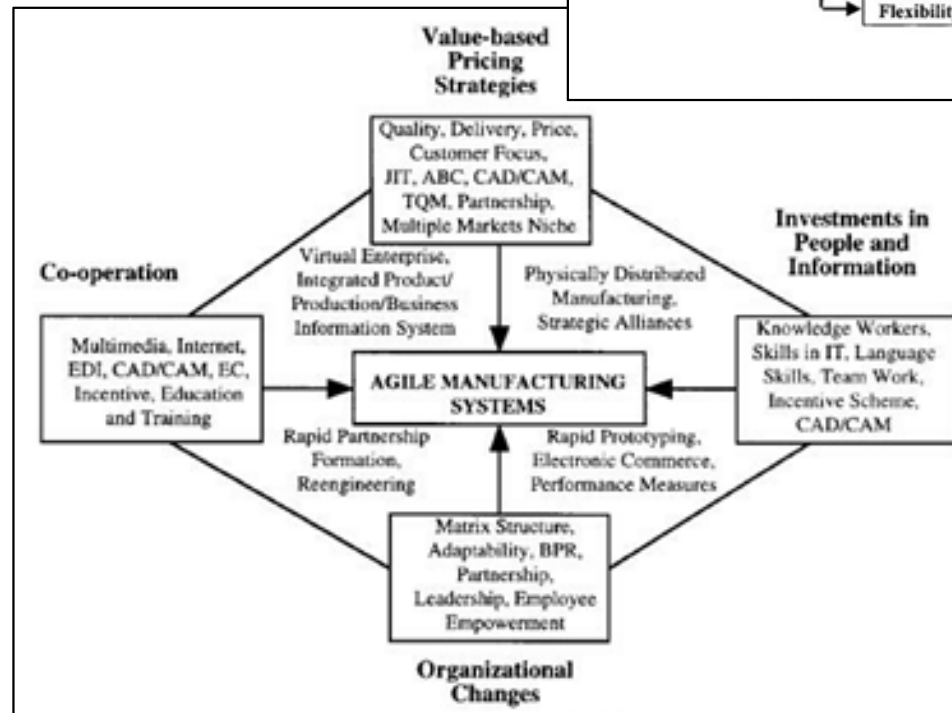 Flexibilit
Value-based
Pricing
Strategies
Quality, Delivery, Price,
Customer Focus,
JIT, ABC, CAD/CAM,
TQM, Partnership,
Multiple Markets Niche
Investments in
People and
Information
Co-operation
Virtual Enterprise,
Integrated Product/
Production/Business
Information System
Physically Distributed
Manufacturing,
Strategic Alliances
Multimedia, Internet,
EDI, CAD/CAM, EC,
Incentive, Education
and Training
AGILE MANUFACTURING
SYSTEMS
Knowledge Workers,
Skills in IT, Language
Skills, Team Work,
Incentive Scheme,
CAD/CAM
Rapid Partnership
Formation,
Reengineering
Rapid Prototyping,
Electronic Commerce,
Performance Measures
Matrix Structure,
Adaptability, BPR,
Partnership,
Leadership, Employee
Empowerment
Organizational
Changes